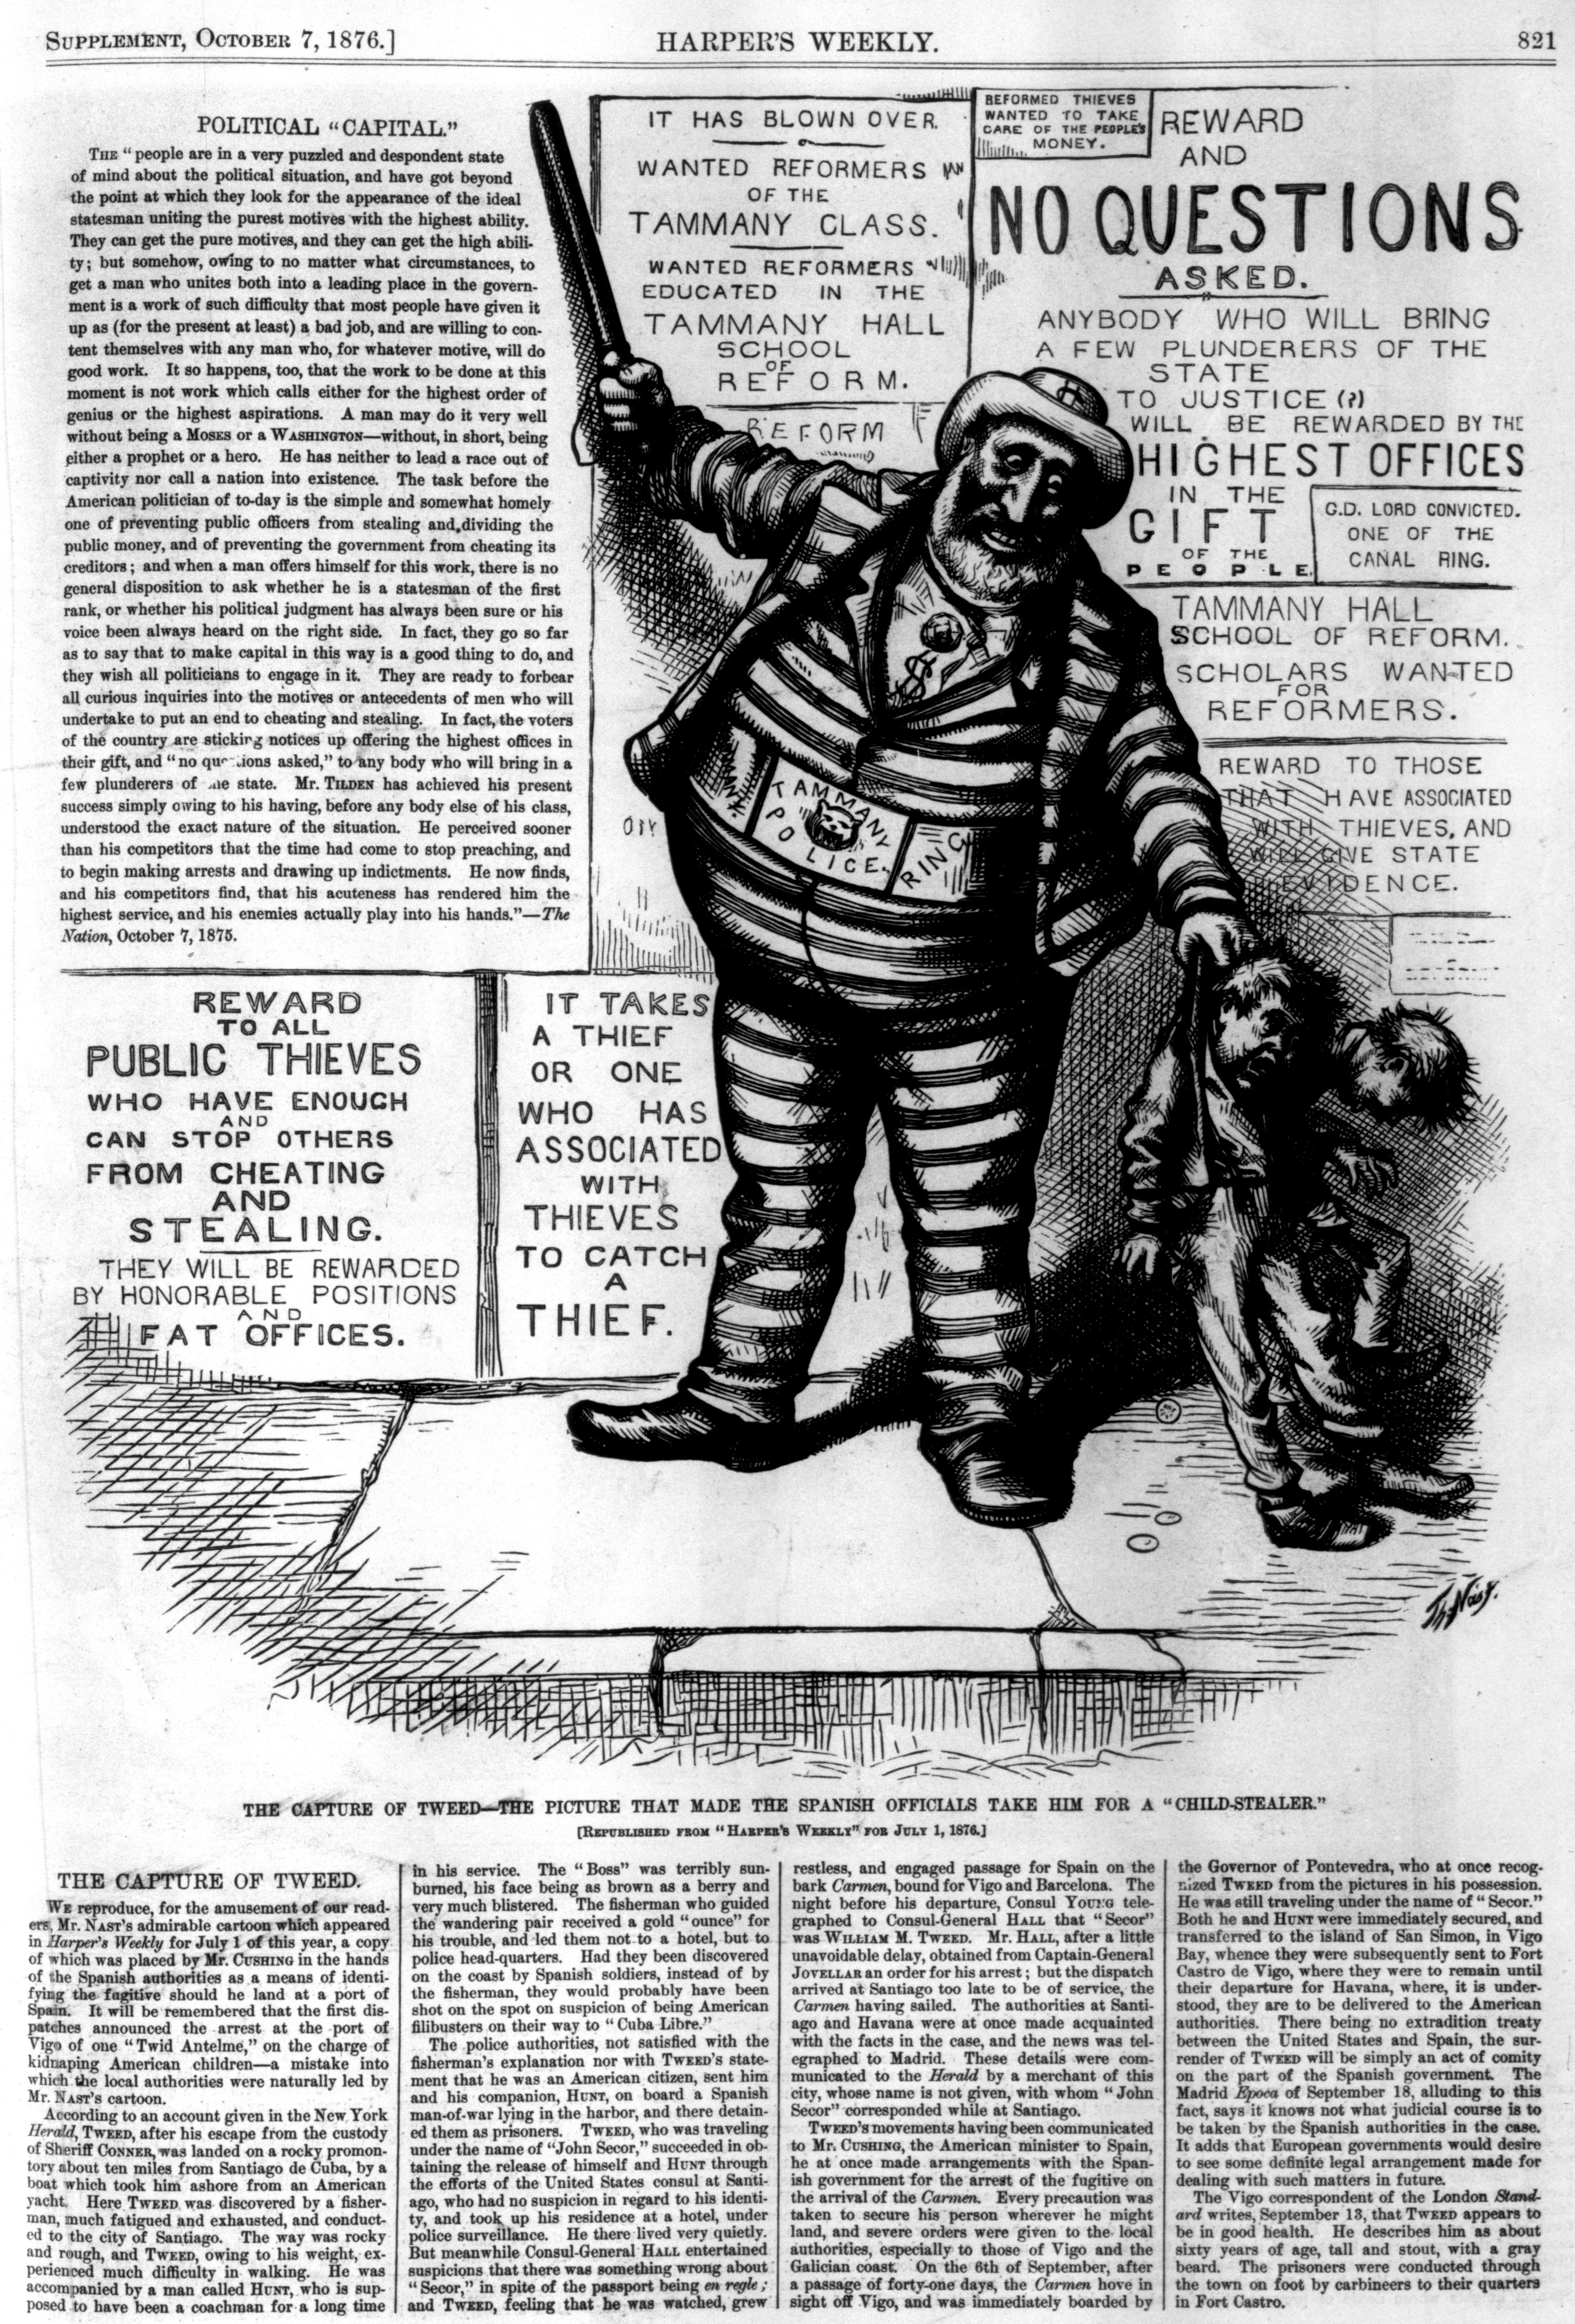 SUPPLEMENT, OCTOBER 7, 1876.]
HARPER'S WEEKLY.
821
POLITICAL "CAPITAL."
THE "people are in a very puzzled and despondent state
of mind about the political situation, and have got beyond
the point at which they look for the appearance of the ideal
statesman uniting the purest motives with the highest ability.
They can get the pure motives, and they can get the high abili-
ty; but somehow, owing to no matter what circumstances, to
get a man who unites both into a leading place in the govern-
ment is a work of such difficulty that most people have given it
up as (for the present at least) a bad job, and are willing to con-
tent themselves with any man who, for whatever motive, will do
good work. It so happens, too, that the work to be done at this
moment is not work which calls either for the highest order of
genius or the highest aspirations. A man may do it very well
without being a MOSES or a WASHINGTON—without, in short, being
either a prophet or a hero. He has neither to lead a race out of
captivity nor call a nation into existence. The task before the
American politician of to-day is the simple and somewhat homely
one of preventing public officers from stealing and dividing the
public money, and of preventing the government from cheating its
creditors; and when a man offers himself for this work, there is no
general disposition to ask whether he is a statesman of the first
rank, or whether his political judgment has always been sure or his
voice been always heard on the right side. In fact, they go so far
as to say that to make capital in this way is a good thing to do, and
they wish all politicians to engage in it. They are ready to forbear
all curious inquiries into the motives or antecedents of men who will
undertake to put an end to cheating and stealing. In fact, the voters
of the country are sticking notices up offering the highest offices in
their gift, and "no questions asked," to any body who will bring in a
few plunderers of the state. Mr. TILDEN has achieved his present
success simply owing to his having, before any body else of his class,
understood the exact nature of the situation. He perceived sooner
than his competitors that the time had come to stop preaching, and
to begin making arrests and drawing up indictments. He now finds,
and his competitors find, that his acuteness has rendered him the
highest service, and his enemies actually play into his hands."—The
Nation, October 7, 1875.
IT HAS BLOWN OVER.
WANTED REFORMERS
OF THE
TAMMANY CLASS.
WANTED REFORMERS
EDUCATED IN THE
TAMMANY HALL
SCHOOL
OF
REFORM.
REFORM
REFORMED THIEVES
WANTED TO TAKE
CARE OF THE PEOPLE'S
MONEY.
REWARD
AND
NO QUESTIONS
ASKED.
ANYBODY WHO WILL BRING
A FEW PLUNDERERS OF THE
STATE
TO JUSTICE (?)
WILL BE REWARDED BY THE
HIGHEST OFFICES
IN THE
GIFT
OF THE
PEOPLE.
C.D. LORD CONVICTED.
ONE OF THE
CANAL RING.
TAMMANY HALL
SCHOOL OF REFORM.
SCHOLARS WANTED
FOR
REFORMERS.
REWARD TO THOSE
THAT HAVE ASSOCIATED
WITH THIEVES, AND
WILL GIVE STATE
EVIDENCE.
$
TAMMANY
POLICE.
RING
REWARD
TO ALL
PUBLIC THIEVES
WHO HAVE ENOUGH
AND
CAN STOP OTHERS
FROM CHEATING
AND
STEALING.
THEY WILL BE REWARDED
BY HONORABLE POSITIONS
AND
FAT OFFICES.
IT TAKES
A THIEF
OR ONE
WHO HAS
ASSOCIATED
WITH
THIEVES
TO CATCH
A
THIEF.
Th: Nast.
THE CAPTURE OF TWEED—THE PICTURE THAT MADE THE SPANISH OFFICIALS TAKE HIM FOR A "CHILD-STEALER."
[REPUBLISHED FROM "HARPER'S WEEKLY" FOR JULY 1, 1876.]
THE CAPTURE OF TWEED.
WE reproduce, for the amusement of our read-
ers, Mr. NAST'S admirable cartoon which appeared
in Harper's Weekly for July 1 of this year, a copy
of which was placed by Mr. CUSHING in the hands
of the Spanish authorities as a means of identi-
fying the fugitive should he land at a port of
Spain. It will be remembered that the first dis-
patches announced the arrest at the port of
Vigo of one "Twid Antelme," on the charge of
kidnaping American children—a mistake into
which the local authorities were naturally led by
Mr. NAST'S cartoon.
According to an account given in the New York
Herald, TWEED, after his escape from the custody
of Sheriff CONNER, was landed on a rocky promon-
tory about ten miles from Santiago de Cuba, by a
boat which took him ashore from an American
yacht. Here TWEED was discovered by a fisher-
man, much fatigued and exhausted, and conduct-
ed to the city of Santiago. The way was rocky
and rough, and TWEED, owing to his weight, ex-
perienced much difficulty in walking. He was
accompanied by a man called HUNT, who is sup-
posed to have been a coachman for a long time
in his service. The "Boss" was terribly sun-
burned, his face being as brown as a berry and
very much blistered. The fisherman who guided
the wandering pair received a gold "ounce" for
his trouble, and led them not to a hotel, but to
police head-quarters. Had they been discovered
on the coast by Spanish soldiers, instead of by
the fisherman, they would probably have been
shot on the spot on suspicion of being American
filibusters on their way to "Cuba Libre."
The police authorities, not satisfied with the
fisherman's explanation nor with TWEED'S state-
ment that he was an American citizen, sent him
and his companion, HUNT, on board a Spanish
man-of-war lying in the harbor, and there detain-
ed them as prisoners. TWEED, who was traveling
under the name of "John Secor," succeeded in ob-
taining the release of himself and HUNT through
the efforts of the United States consul at Santi-
ago, who had no suspicion in regard to his identi-
ty, and took up his residence at a hotel, under
police surveillance. He there lived very quietly.
But meanwhile Consul-General HALL entertained
suspicions that there was something wrong about
"Secor," in spite of the passport being en regle;
and TWEED, feeling that he was watched, grew
restless, and engaged passage for Spain on the
bark Carmen, bound for Vigo and Barcelona. The
night before his departure, Consul YOUNG tele-
graphed to Consul-General HALL that "Secor"
was WILLIAM M. TWEED. Mr. HALL, after a little
unavoidable delay, obtained from Captain-General
JOVELLAR an order for his arrest; but the dispatch
arrived at Santiago too late to be of service, the
Carmen having sailed. The authorities at Santi-
ago and Havana were at once made acquainted
with the facts in the case, and the news was tel-
egraphed to Madrid. These details were com-
municated to the Herald by a merchant of this
city, whose name is not given, with whom "John
Secor" corresponded while at Santiago.
TWEED'S movements having been communicated
to Mr. CUSHING, the American minister to Spain,
he at once made arrangements with the Span-
ish government for the arrest of the fugitive on
the arrival of the Carmen. Every precaution was
taken to secure his person wherever he might
land, and severe orders were given to the local
authorities, especially to those of Vigo and the
Galician coast. On the 6th of September, after
a passage of forty-one days, the Carmen hove in
sight off Vigo, and was immediately boarded by
the Governor of Pontevedra, who at once recog-
nized TWEED from the pictures in his possession.
He was still traveling under the name of "Secor."
Both he and HUNT were immediately secured, and
transferred to the island of San Simon, in Vigo
Bay, whence they were subsequently sent to Fort
Castro de Vigo, where they were to remain until
their departure for Havana, where, it is under-
stood, they are to be delivered to the American
authorities. There being no extradition treaty
between the United States and Spain, the sur-
render of TWEED will be simply an act of comity
on the part of the Spanish government. The
Madrid Epoca of September 18, alluding to this
fact, says it knows not what judicial course is to
be taken by the Spanish authorities in the case.
It adds that European governments would desire
to see some definite legal arrangement made for
dealing with such matters in future.
The Vigo correspondent of the London Stand-
ard writes, September 13, that TWEED appears to
be in good health. He describes him as about
sixty years of age, tall and stout, with a gray
beard. The prisoners were conducted through
the town on foot by carbineers to their quarters
in Fort Castro.